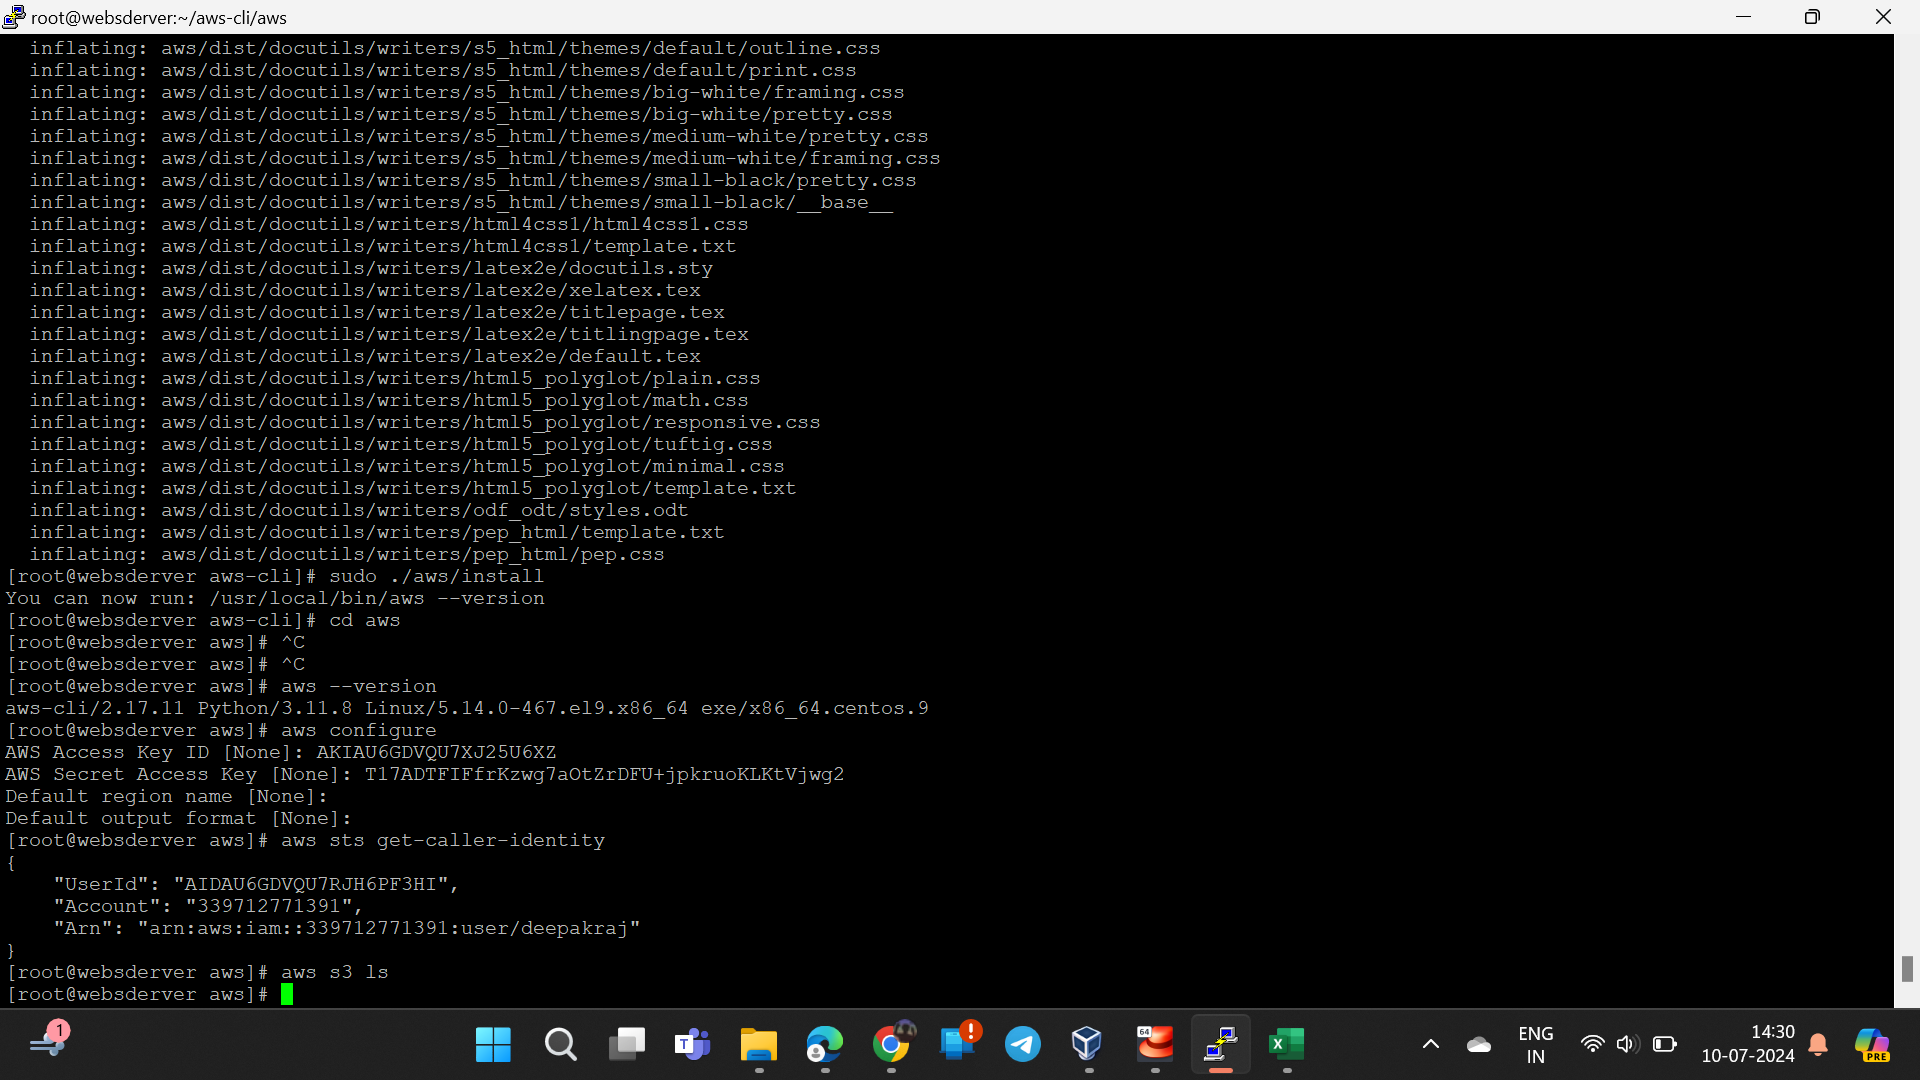 root@websderver:~/aws-cli/aws
inflating: aws/dist/docutils/writers/s5_html/themes/default/outline.css
inflating: aws/dist/docutils/writers/s5_html/themes/default/print.css
inflating: aws/dist/docutils/writers/s5_html/themes/big-white/framing.css
inflating: aws/dist/docutils/writers/s5_html/themes/big-white/pretty.css
inflating: aws/dist/docutils/writers/s5_html/themes/medium-white/pretty.css
inflating: aws/dist/docutils/writers/s5_html/themes/medium-white/framing.css
inflating: aws/dist/docutils/writers/s5_html/themes/small-black/pretty.css
inflating: aws/dist/docutils/writers/s5_html/themes/small-black/__base__
inflating: aws/dist/docutils/writers/html4css1/html4css1.css
inflating: aws/dist/docutils/writers/html4css1/template.txt
inflating: aws/dist/docutils/writers/latex2e/docutils.sty
inflating: aws/dist/docutils/writers/latex2e/xelatex.tex
inflating: aws/dist/docutils/writers/latex2e/titlepage.tex
inflating: aws/dist/docutils/writers/latex2e/titlingpage.tex
inflating: aws/dist/docutils/writers/latex2e/default.tex
inflating: aws/dist/docutils/writers/html5_polyglot/plain.css
inflating: aws/dist/docutils/writers/html5_polyglot/math.css
inflating: aws/dist/docutils/writers/html5_polyglot/responsive.css
inflating: aws/dist/docutils/writers/html5_polyglot/tuftig.css
inflating: aws/dist/docutils/writers/html5_polyglot/minimal.css
inflating: aws/dist/docutils/writers/html5_polyglot/template.txt
inflating: aws/dist/docutils/writers/odf_odt/styles.odt
inflating: aws/dist/docutils/writers/pep_html/template.txt
inflating: aws/dist/docutils/writers/pep_html/pep.css
[root@websderver aws-cli]# sudo ./aws/install
You can now run: /usr/local/bin/aws --version
[root@websderver aws-cli]# cd aws
[root@websderver aws]# ^C
[root@websderver aws]# ^C
[root@websderver aws]# aws --version
aws-cli/2.17.11 Python/3.11.8 Linux/5.14.0-467.el9.x86_64 exe/x86_64.centos.9
[root@websderver aws]# aws configure
AWS Access Key ID [None]: AKIAU6GDVQU7XJ25U6XZ
AWS Secret Access Key [None]: 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
Default region name [None]:
Default output format [None]:
[root@websderver aws]# aws sts get-caller-identity
{
"UserId": "AIDAU6GDVQU7RJH6PF3HI",
"Account": "339712771391",
"Arn": "arn:aws:iam::339712771391:user/deepakraj"
}
[root@websderver aws]# aws s3 ls
[root@websderver aws]#
1
T
64
X
ENG
IN
14:30
10-07-2024
PRE